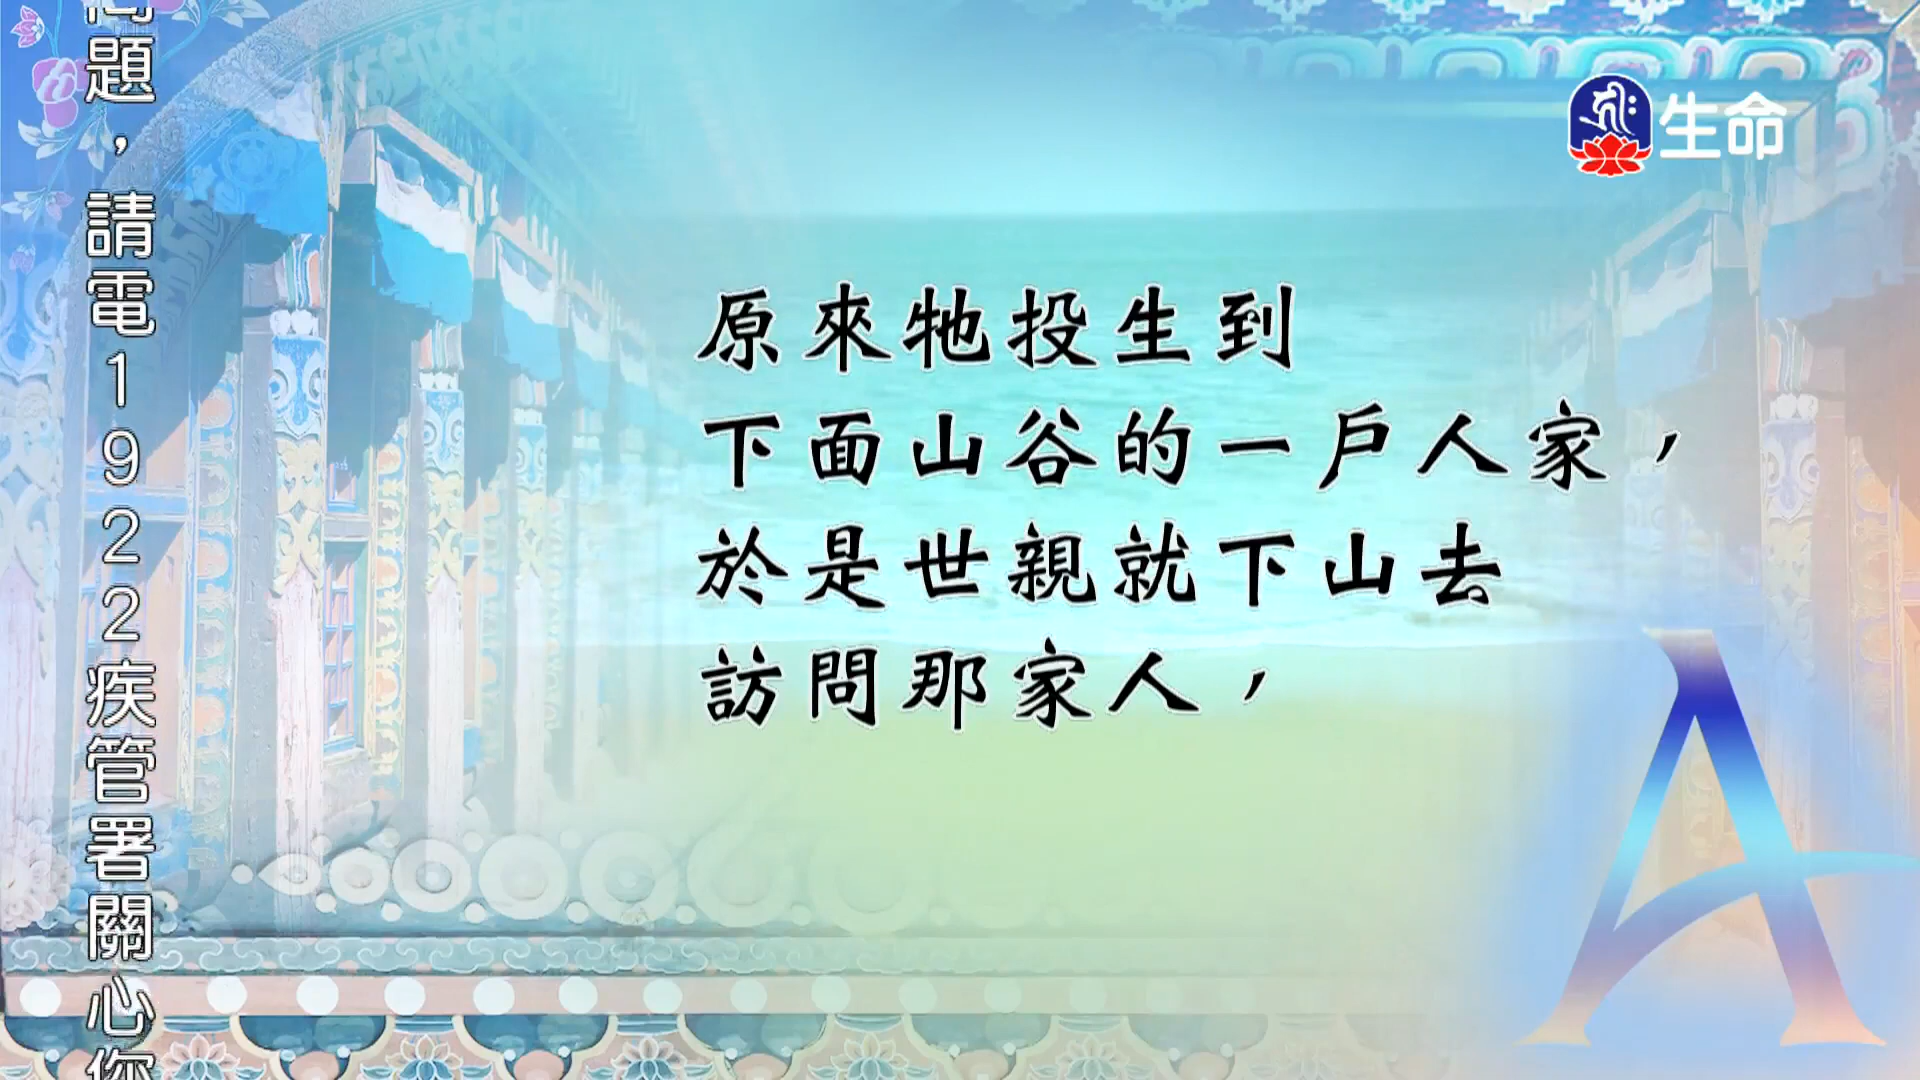 生命
原來牠投生到
下面山谷的一戶人家，
於是世親就下山去
訪問那家人，
問題，請電1922疾管署關心您
A